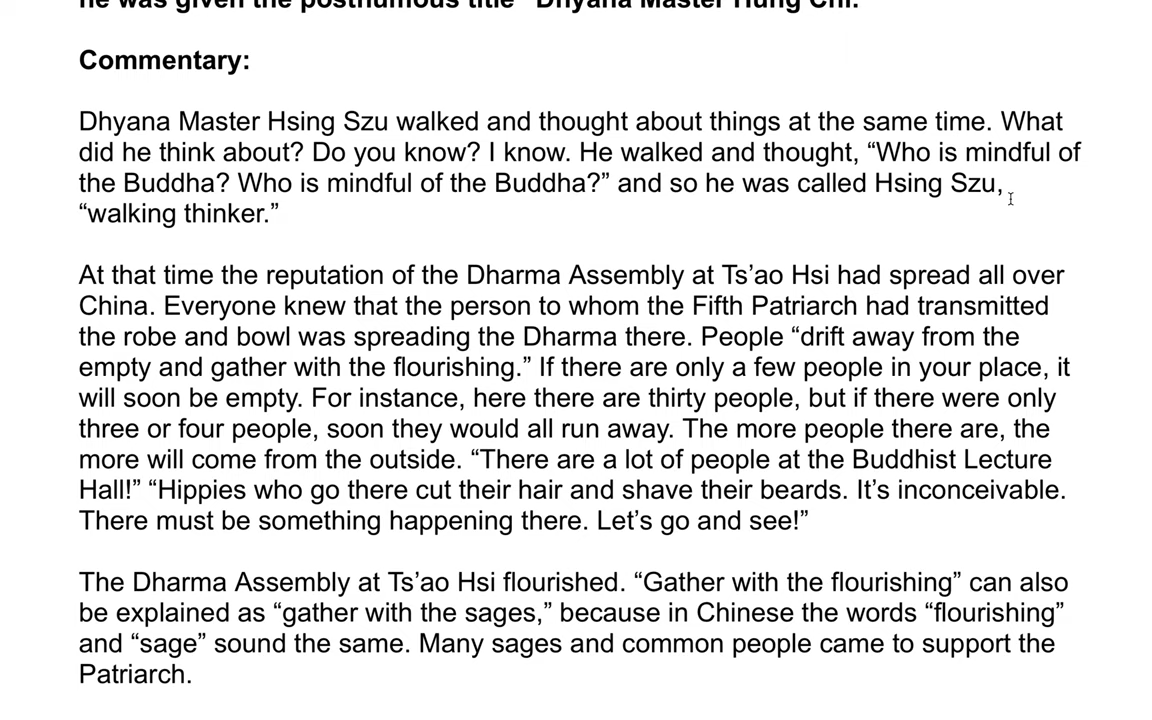 he was given the posthumous title “Dhyana Master Hung Chi.”
Commentary:
Dhyana Master Hsing Szu walked and thought about things at the same time. What
did he think about? Do you know? I know. He walked and thought, “Who is mindful of
the Buddha? Who is mindful of the Buddha?” and so he was called Hsing Szu,
“walking thinker.”
At that time the reputation of the Dharma Assembly at Ts’ao Hsi had spread all over
China. Everyone knew that the person to whom the Fifth Patriarch had transmitted
the robe and bowl was spreading the Dharma there. People “drift away from the
empty and gather with the flourishing.” If there are only a few people in your place, it
will soon be empty. For instance, here there are thirty people, but if there were only
three or four people, soon they would all run away. The more people there are, the
more will come from the outside. “There are a lot of people at the Buddhist Lecture
Hall!” “Hippies who go there cut their hair and shave their beards. It’s inconceivable.
There must be something happening there. Let’s go and see!”
The Dharma Assembly at Ts’ao Hsi flourished. “Gather with the flourishing” can also
be explained as “gather with the sages,” because in Chinese the words “flourishing”
and “sage” sound the same. Many sages and common people came to support the
Patriarch.